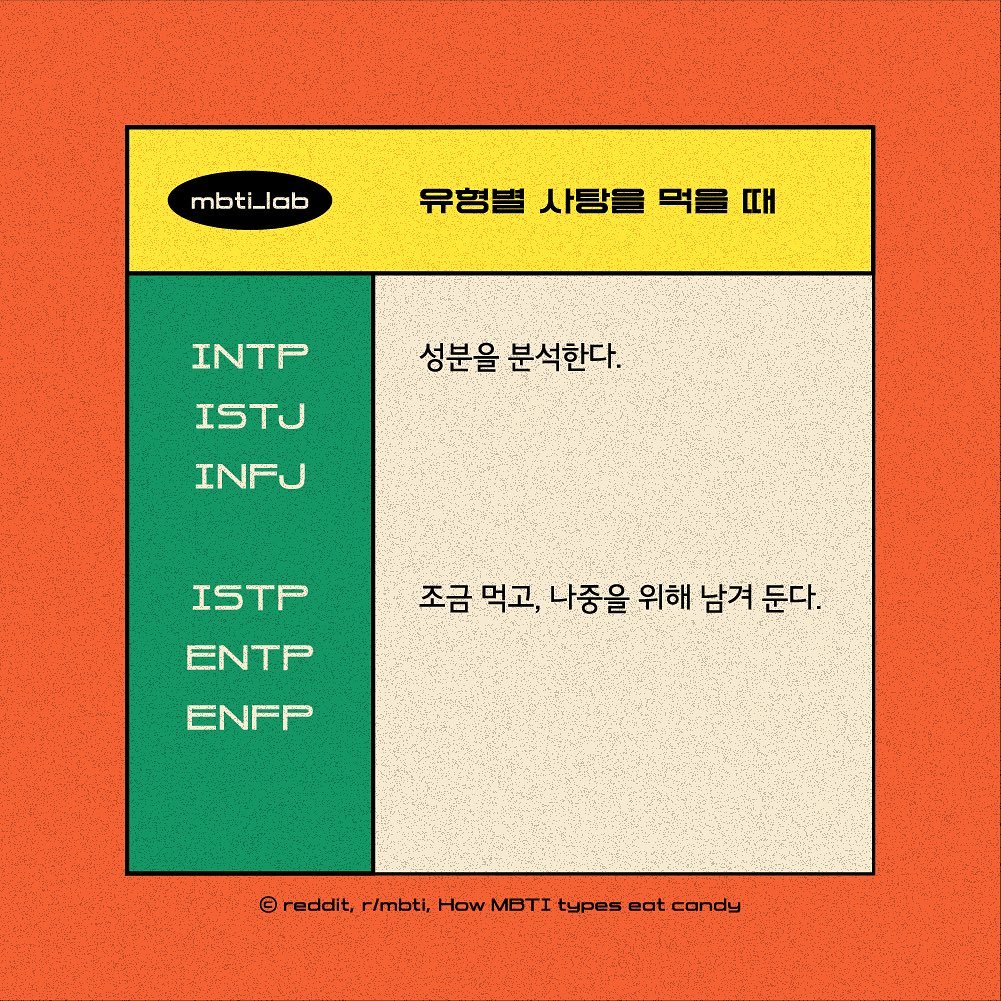 mbti_lab
유형별 사탕을 먹을 때
INTP
성분을 분석한다.
ISTJ
INFJ
ISTP
조금 먹고, 나중을 위해 남겨 둔다.
ENTP
ENFP
© reddit, r/mbti, How MBTI types eat candy